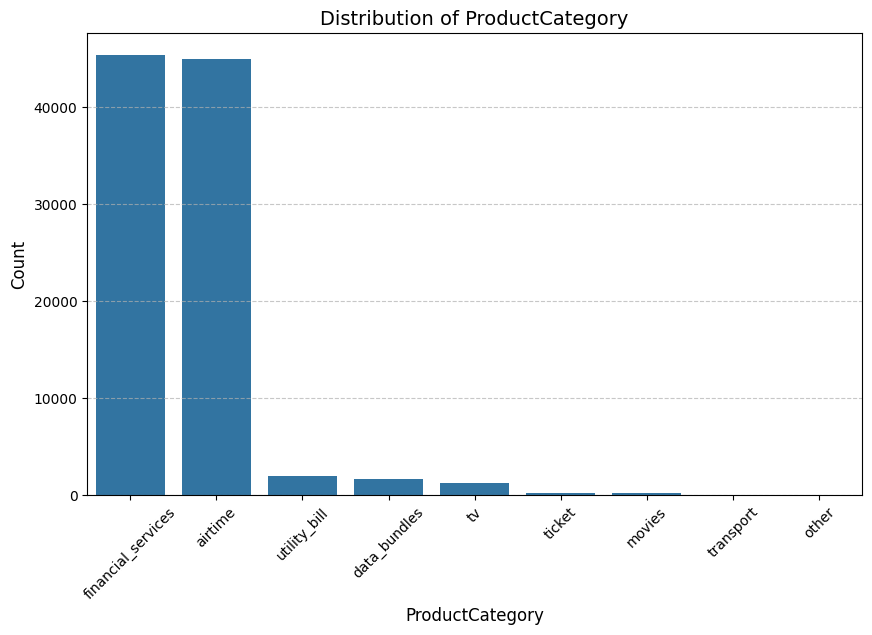 Distribution of ProductCategory
Count
40000
30000
20000
10000
0
financial_services
airtime
utility_bill
data_bundles
tv
ticket
movies
transport
other
ProductCategory